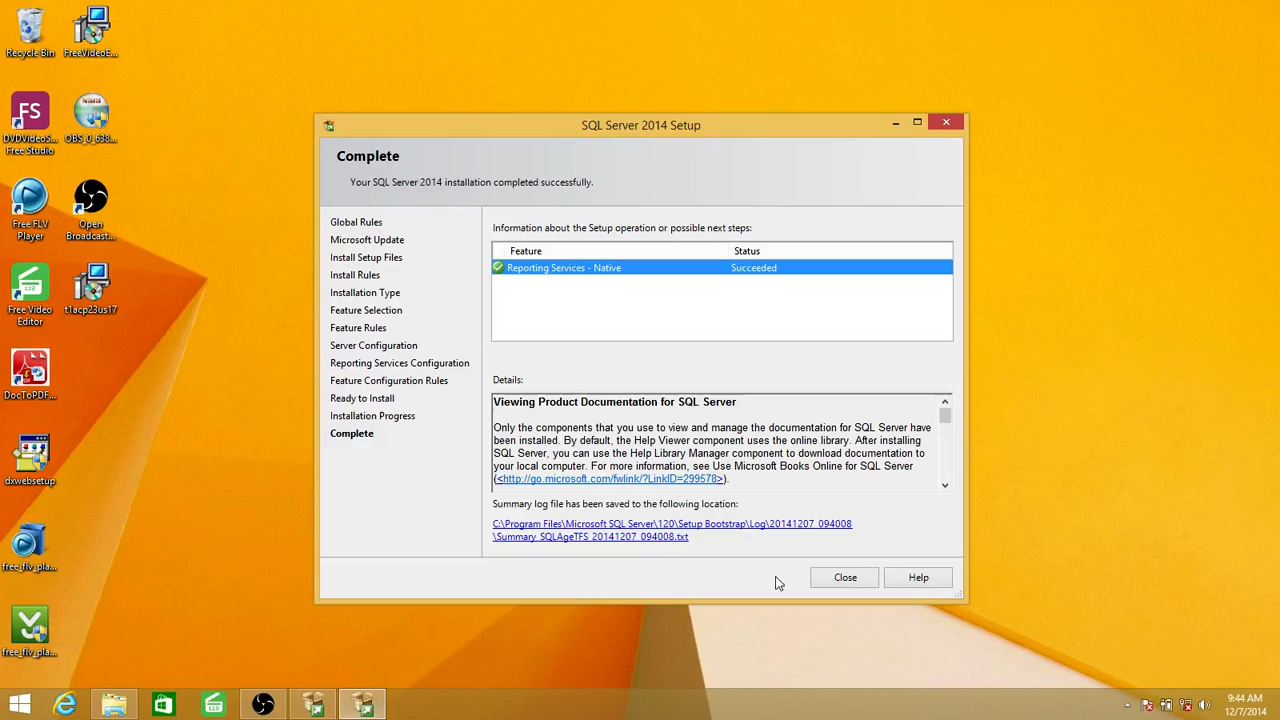 Recycle Bin
FreeVideoE...
DVDVideoS...
Free Studio
OBS_0_638...
Free FLV
Player
Open
Broadcast...
Free Video
Editor
t1acp23us17
DocToPDF...
dxwebsetup
free_flv_pla...
free_flv_pla...
SQL Server 2014 Setup
Complete
Your SQL Server 2014 installation completed successfully.
Global Rules
Microsoft Update
Install Setup Files
Install Rules
Installation Type
Feature Selection
Feature Rules
Server Configuration
Reporting Services Configuration
Feature Configuration Rules
Ready to Install
Installation Progress
Complete
Information about the Setup operation or possible next steps:
Feature Status
Reporting Services - Native Succeeded
Details:
Viewing Product Documentation for SQL Server
Only the components that you use to view and manage the documentation for SQL Server have
been installed. By default, the Help Viewer component uses the online library. After installing
SQL Server, you can use the Help Library Manager component to download documentation to
your local computer. For more information, see Use Microsoft Books Online for SQL Server
(<http://go.microsoft.com/fwlink/?LinkID=299578>).
Summary log file has been saved to the following location:
C:\Program Files\Microsoft SQL Server\120\Setup Bootstrap\Log\20141207_094008
\Summary_SQLAgeTFS_20141207_094008.txt
Close
Help
9:44 AM
12/7/2014